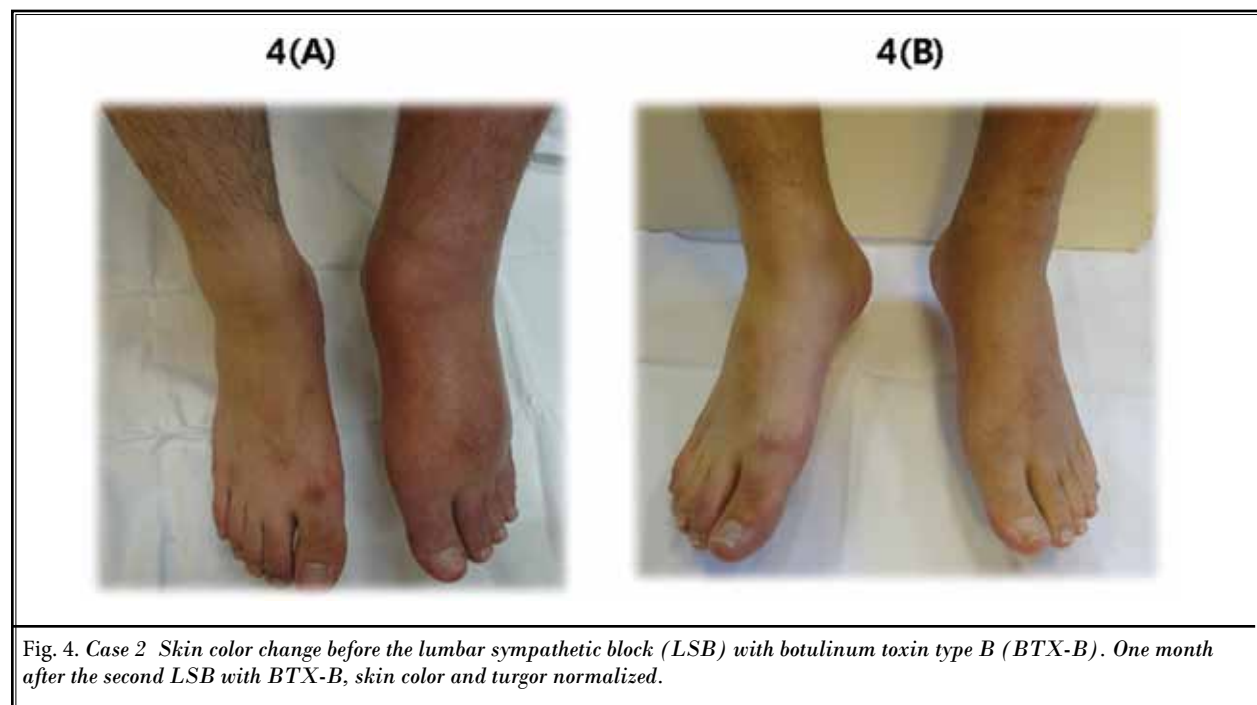 4(A) 4(B)
Fig. 4. Case 2 Skin color change before the lumbar sympathetic block (LSB) with botulinum toxin type B (BTX-B). One month
after the second LSB with BTX-B, skin color and turgor normalized.